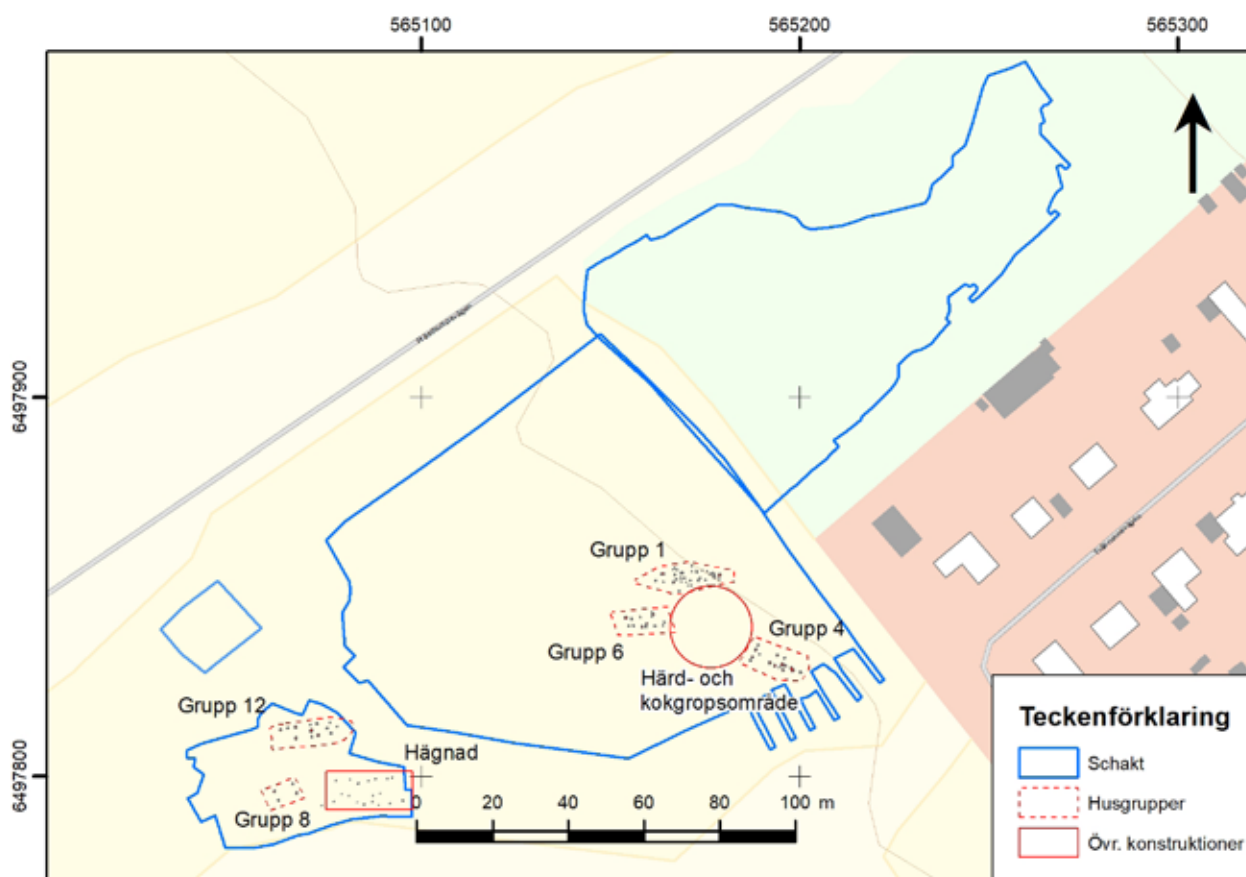 565100
565200
565300
6497900
6497800
Grupp 1
Grupp 6
Grupp 4
Härd- och
kokgropsområde
Grupp 12
Hägnad
Grupp 8
0 20 40 60 80 100 m
Teckenförklaring
Schakt
Husgrupper
Övr. konstruktioner